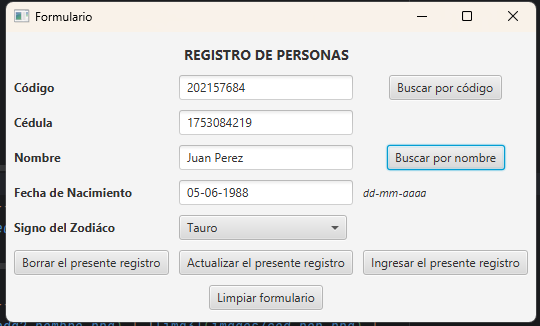 Formulario
REGISTRO DE PERSONAS
Código 202157684 Buscar por código
Cédula 1753084219
Nombre Juan Perez Buscar por nombre
Fecha de Nacimiento 05-06-1988 dd-mm-aaaa
Signo del Zodiáco Tauro
Borrar el presente registro Actualizar el presente registro Ingresar el presente registro
Limpiar formulario